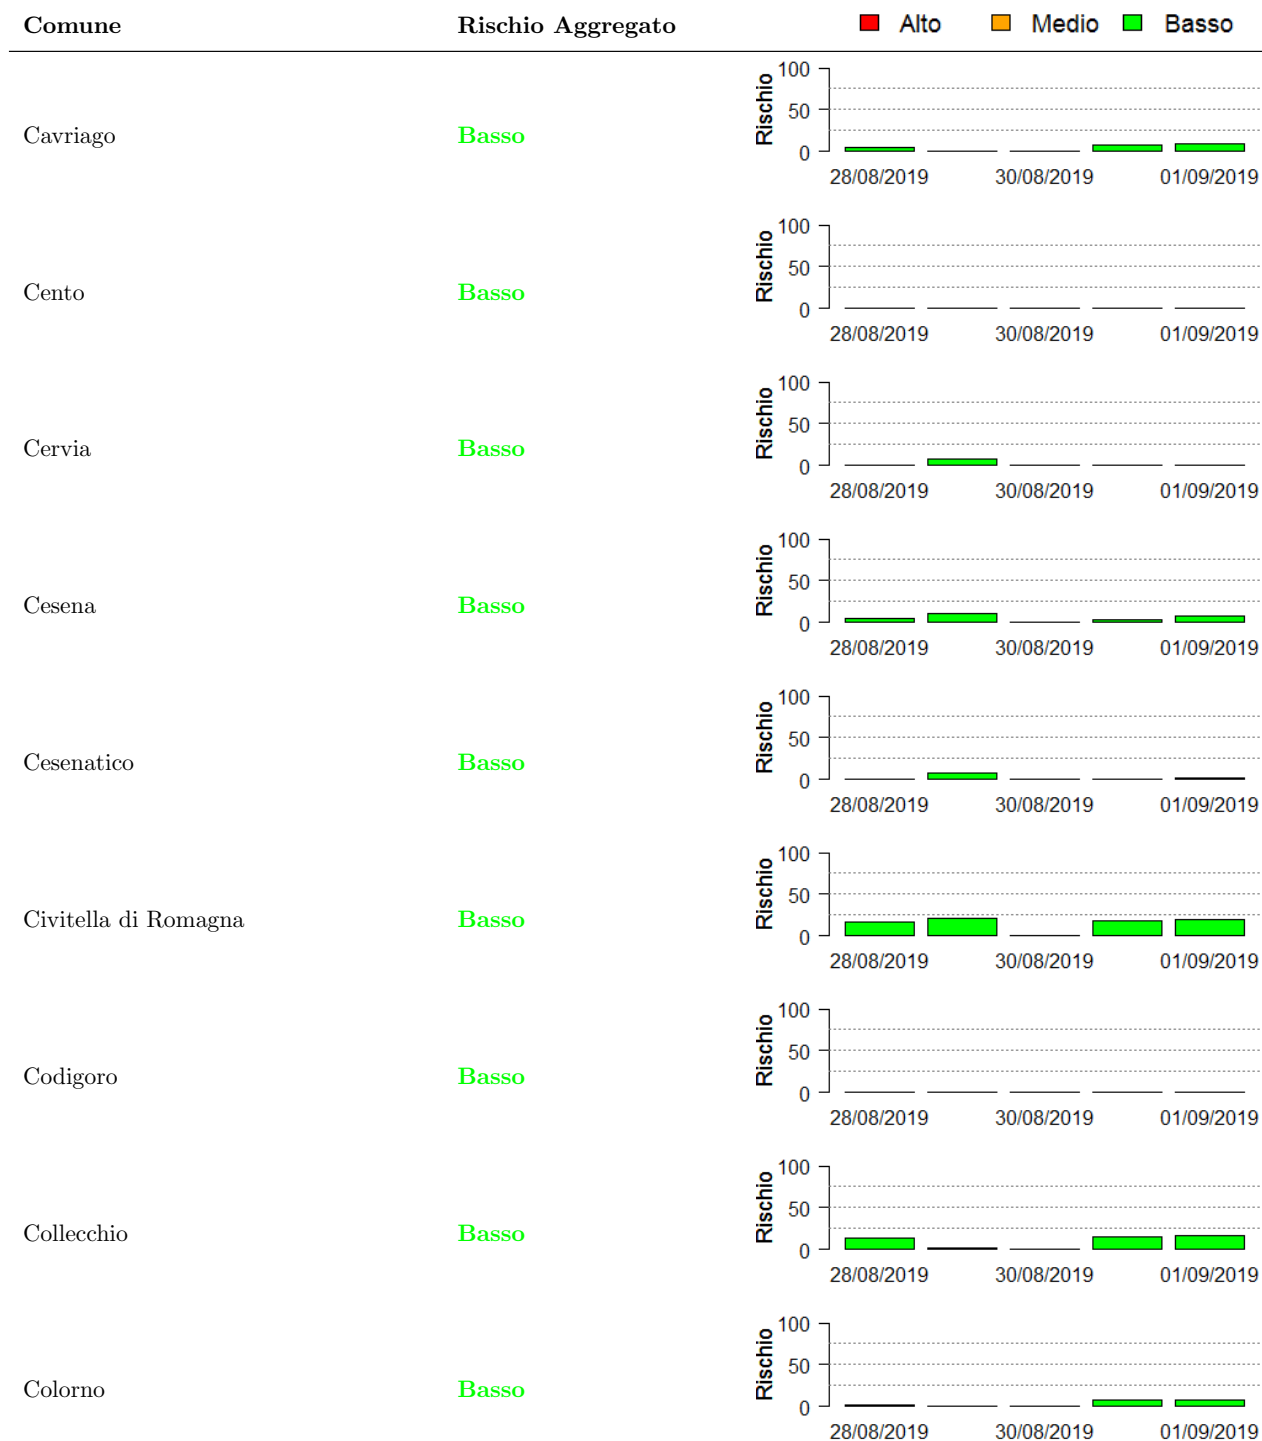 Comune Rischio Aggregato Alto Medio Basso
100
50
0
Rischio
Cavriago Basso
28/08/2019 30/08/2019 01/09/2019
100
50
0
Rischio
Cento Basso
28/08/2019 30/08/2019 01/09/2019
100
50
0
Rischio
Cervia Basso
28/08/2019 30/08/2019 01/09/2019
100
50
0
Rischio
Cesena Basso
28/08/2019 30/08/2019 01/09/2019
100
50
0
Rischio
Cesenatico Basso
28/08/2019 30/08/2019 01/09/2019
100
50
0
Rischio
Civitella di Romagna Basso
28/08/2019 30/08/2019 01/09/2019
100
50
0
Rischio
Codigoro Basso
28/08/2019 30/08/2019 01/09/2019
100
50
0
Rischio
Collecchio Basso
28/08/2019 30/08/2019 01/09/2019
100
50
0
Rischio
Colorno Basso
28/08/2019 30/08/2019 01/09/2019